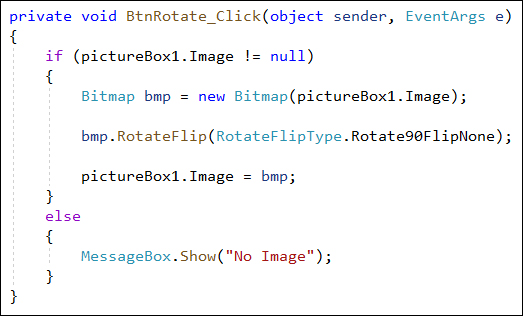 private void BtnRotate_Click(object sender, EventArgs e)
{
    if (pictureBox1.Image != null)
    {
        Bitmap bmp = new Bitmap(pictureBox1.Image);
        bmp.RotateFlip(RotateFlipType.Rotate90FlipNone);
        pictureBox1.Image = bmp;
    }
    else
    {
        MessageBox.Show("No Image");
    }
}